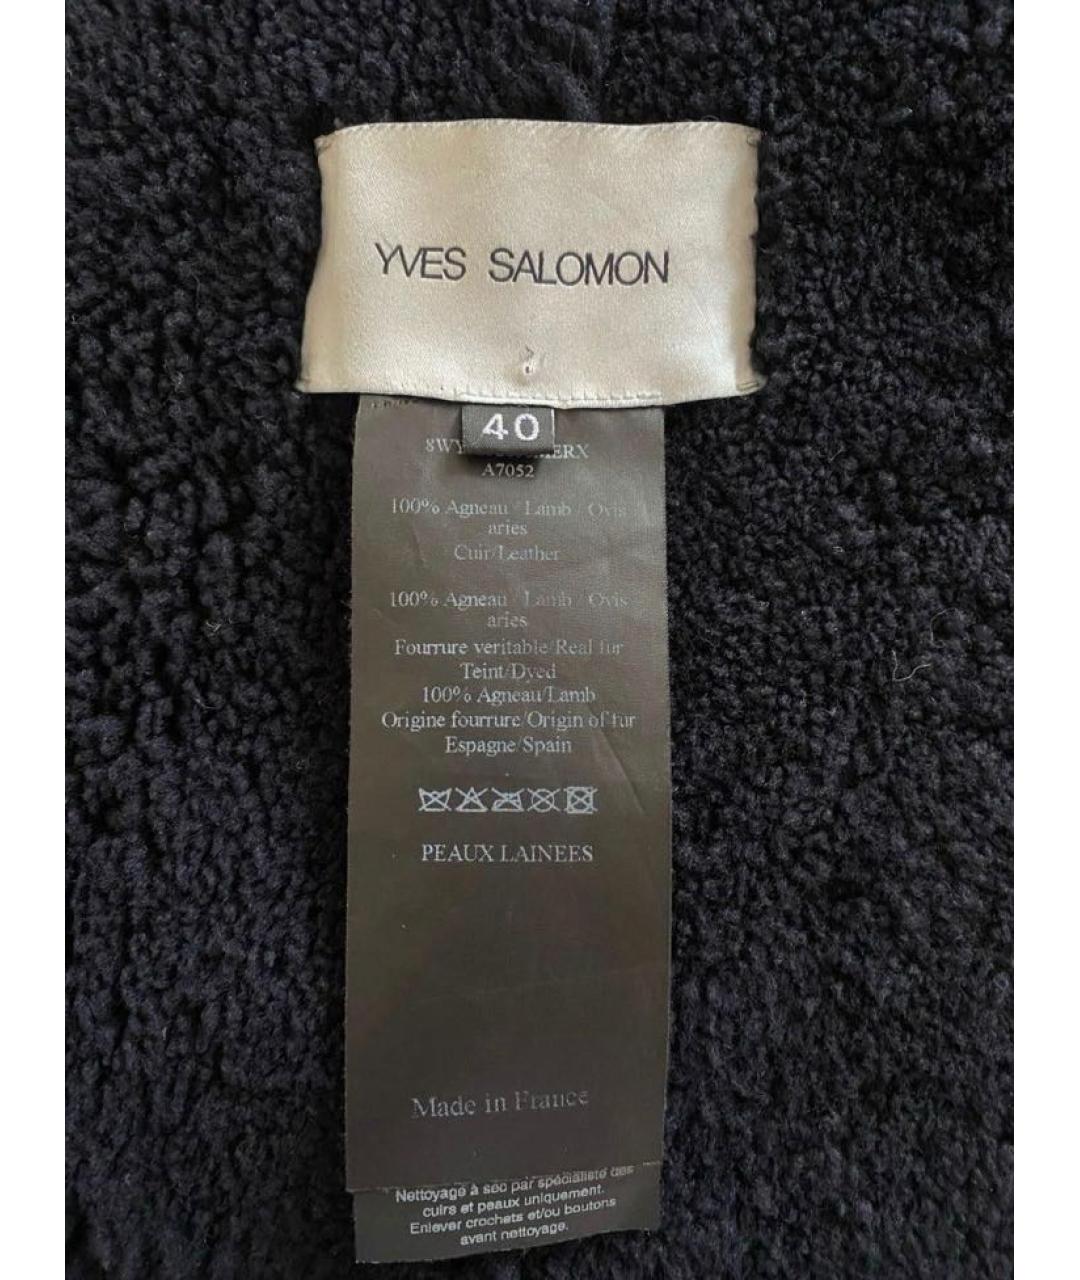 YVES SALOMON
40
A7052
100% Agneau / Lamb / Ovis
aries
Cuir/Leather
100% Agneau / Lamb / Ovis
aries
Fourrure veritable/Real fur
Teint/Dyed
100% Agneau/Lamb
Origine fourrure/Origin of fur
Espagne/Spain
PEAUX LAINEES
Made in France
Nettoyage à sec par spécialiste des
cuirs et peaux uniquement.
Enlever crochets et/ou boutons
avant nettoyage.